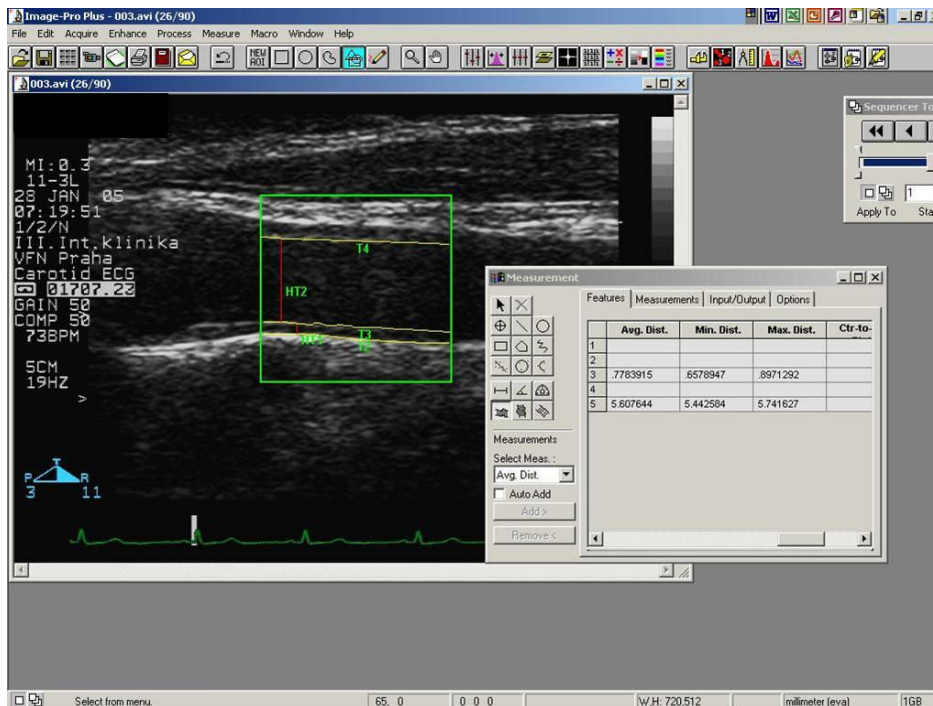 Image-Pro Plus - 003.avi (26/90)
File Edit Acquire Enhance Process Measure Macro Window Help
NEW AOI
003.avi (26/90)
MI:0.3
11-3L
28 JAN 05
07:19:51
1/2/N
III.Int.klinika
VFN Praha
Carotid ECG
01707.23
GAIN 50
COMP 50
73BPM
5CM
19HZ
>
T
P R
3 11
T4
HT2
T3
Sequencer To
1
Apply To Sta
Measurement
Features Measurements Input/Output Options
Avg. Dist. Min. Dist. Max. Dist. Ctr-to-
1
2
3 .7783915 .6578947 .8971292
4
5 5.607644 5.442584 5.741627
Measurements
Select Meas. :
Avg. Dist.
Auto Add
Add >
Remove <
Select from menu. 65, 0 0 0 0 W,H: 720,512 millimeter (eva) 1GB